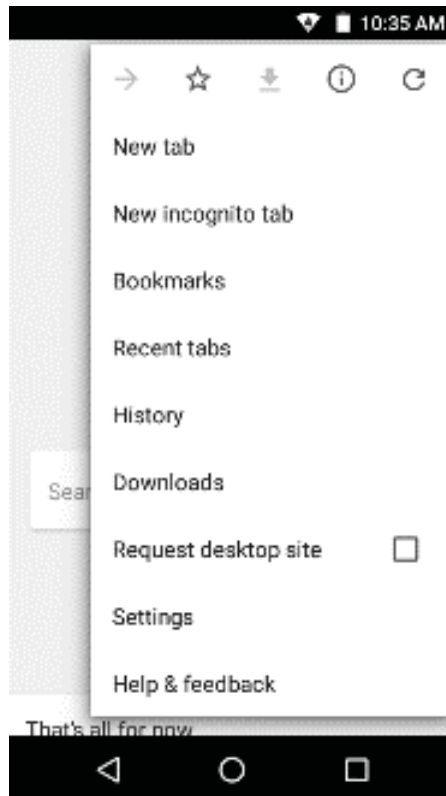 10:35 AM
New tab
New incognito tab
Bookmarks
Recent tabs
History
Sear
Downloads
Request desktop site
Settings
Help & feedback
That's all for now